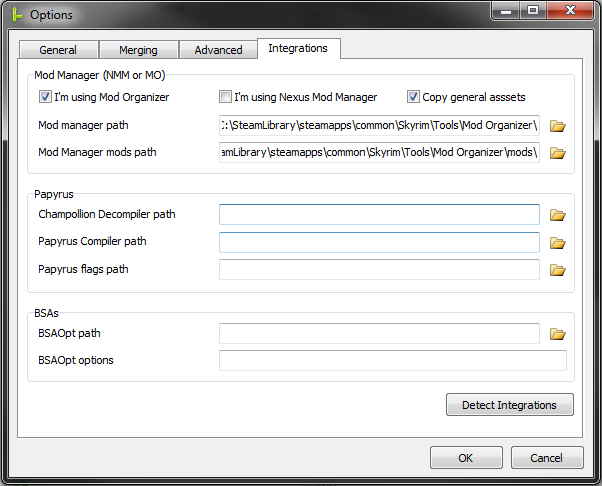 Options
General Merging Advanced Integrations
Mod Manager (NMM or MO)
I'm using Mod Organizer I'm using Nexus Mod Manager Copy general asssets
Mod manager path C:\SteamLibrary\steamapps\common\Skyrim\Tools\Mod Organizer\
Mod Manager mods path amLibrary\steamapps\common\Skyrim\Tools\Mod Organizer\mods\
Papyrus
Champollion Decompiler path
Papyrus Compiler path
Papyrus flags path
BSAs
BSAOpt path
BSAOpt options
Detect Integrations
OK Cancel